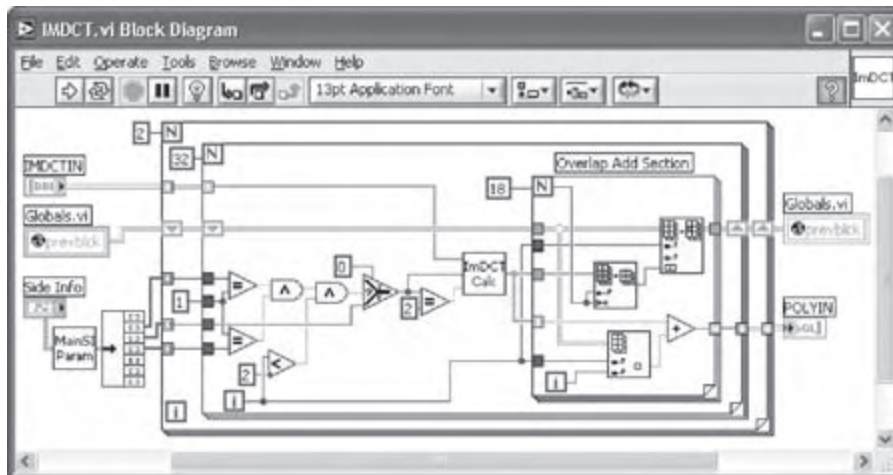 IMDCT.vi Block Diagram
File Edit Operate Tools Browse Window Help
13pt Application Font
ImDCT
2 N
32 N
IMDCTIN
Overlap Add Section
18 N
Globals.vi
prevblck
Globals.vi
prevblck
Side Info
0
ImDCT
Calc
1
2
POLYIN
MainSI
Param
2
i
i
i